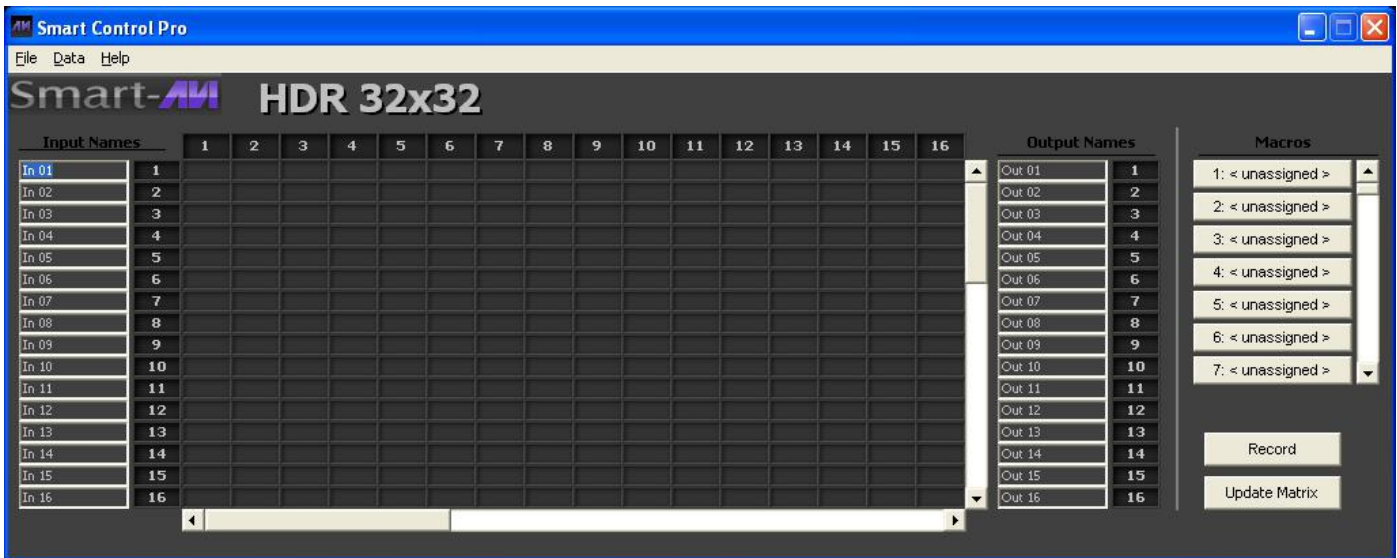 Smart Control Pro
File Data Help
Smart-AVI HDR 32x32
Input Names 1 2 3 4 5 6 7 8 9 10 11 12 13 14 15 16 Output Names Macros
In 01 1 Out 01 1
In 02 2 Out 02 2
In 03 3 Out 03 3
In 04 4 Out 04 4
In 05 5 Out 05 5
In 06 6 Out 06 6
In 07 7 Out 07 7
In 08 8 Out 08 8
In 09 9 Out 09 9
In 10 10 Out 10 10
In 11 11 Out 11 11
In 12 12 Out 12 12
In 13 13 Out 13 13
In 14 14 Out 14 14
In 15 15 Out 15 15
In 16 16 Out 16 16
1: < unassigned >
2: < unassigned >
3: < unassigned >
4: < unassigned >
5: < unassigned >
6: < unassigned >
7: < unassigned >
Record
Update Matrix